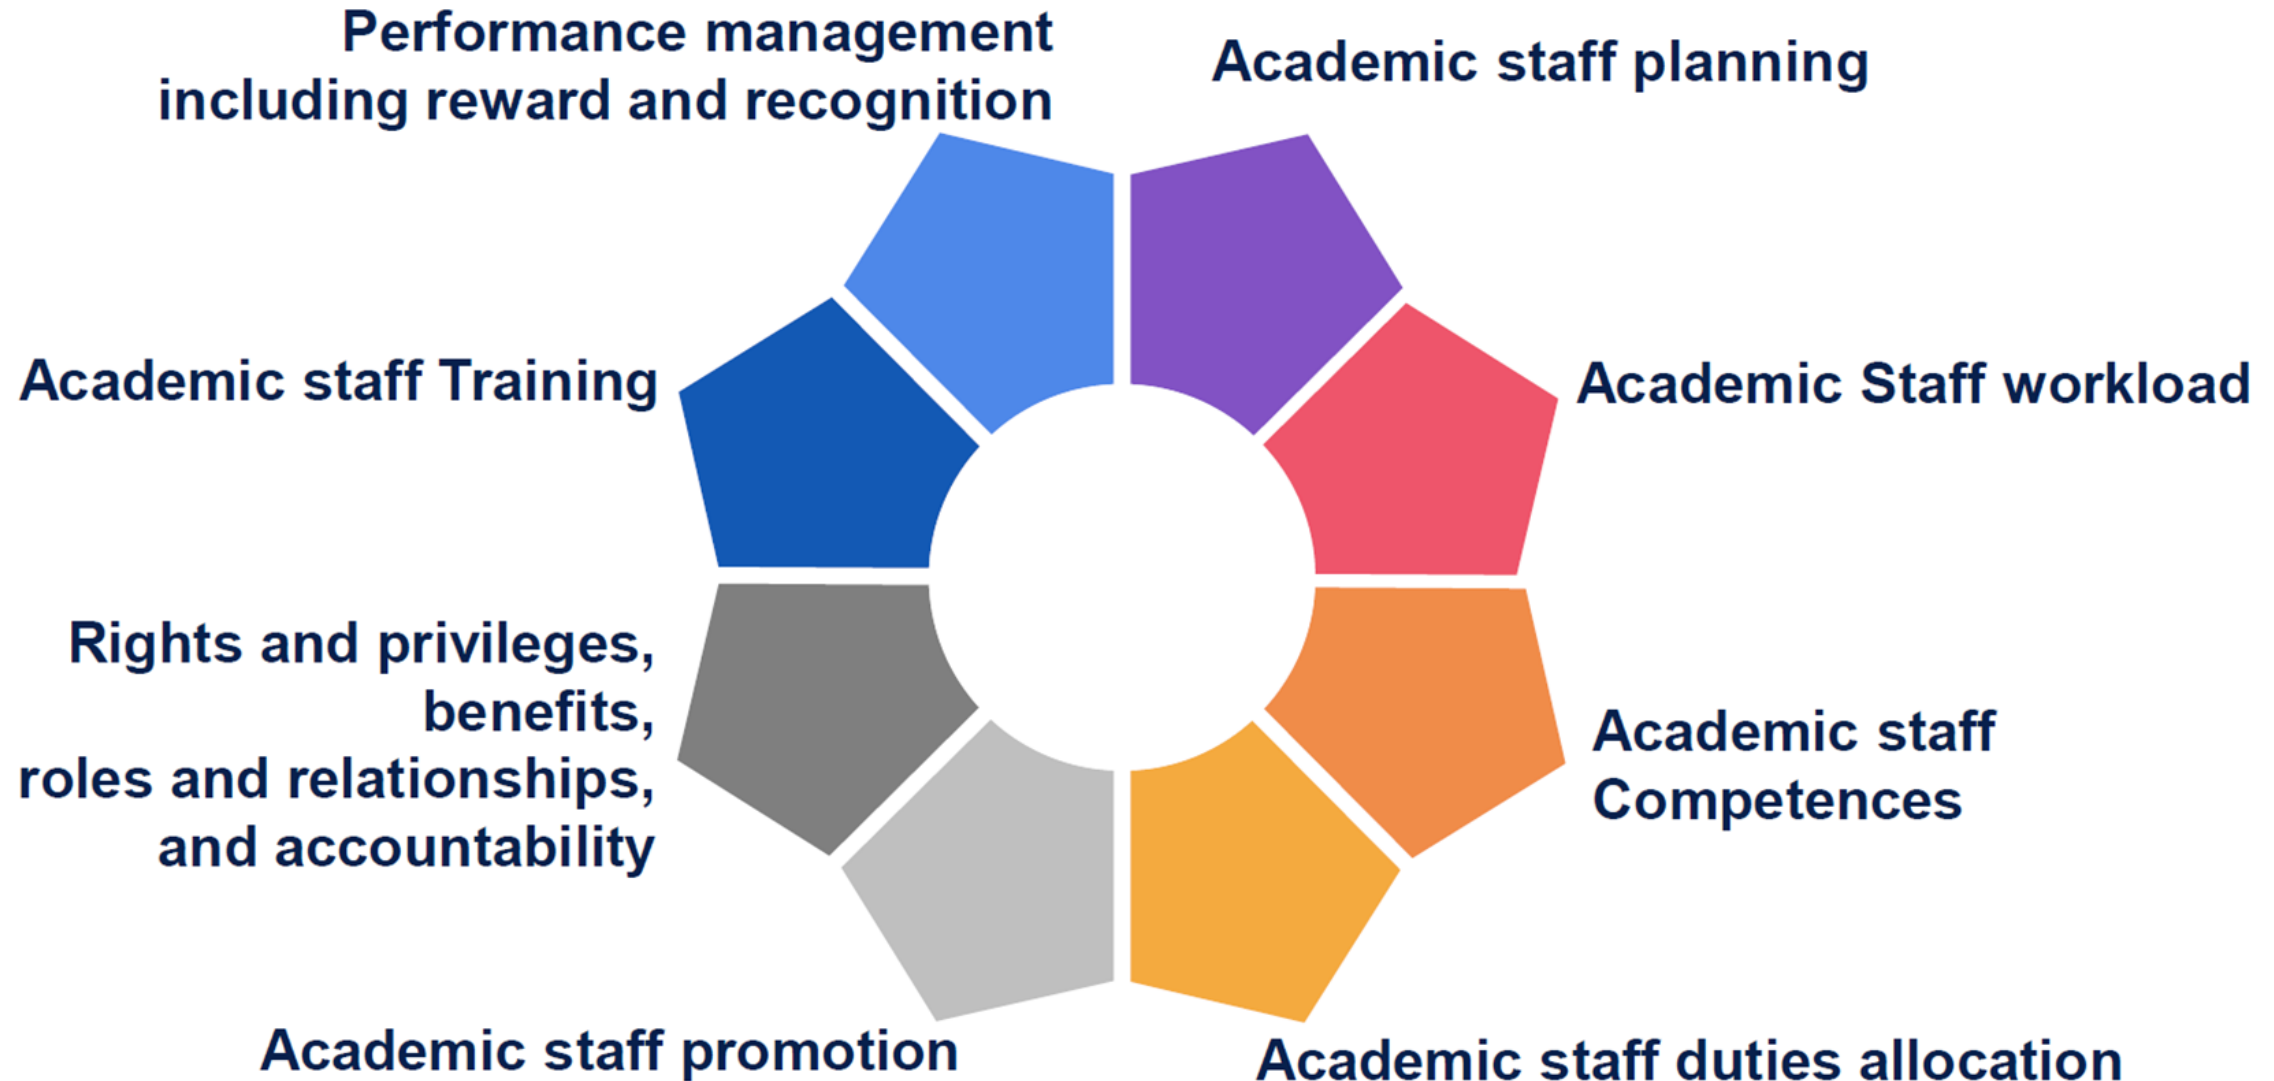 Performance management
including reward and recognition
Academic staff planning
Academic staff Training
Academic Staff workload
Rights and privileges,
benefits,
roles and relationships,
and accountability
Academic staff
Competences
Academic staff promotion
Academic staff duties allocation